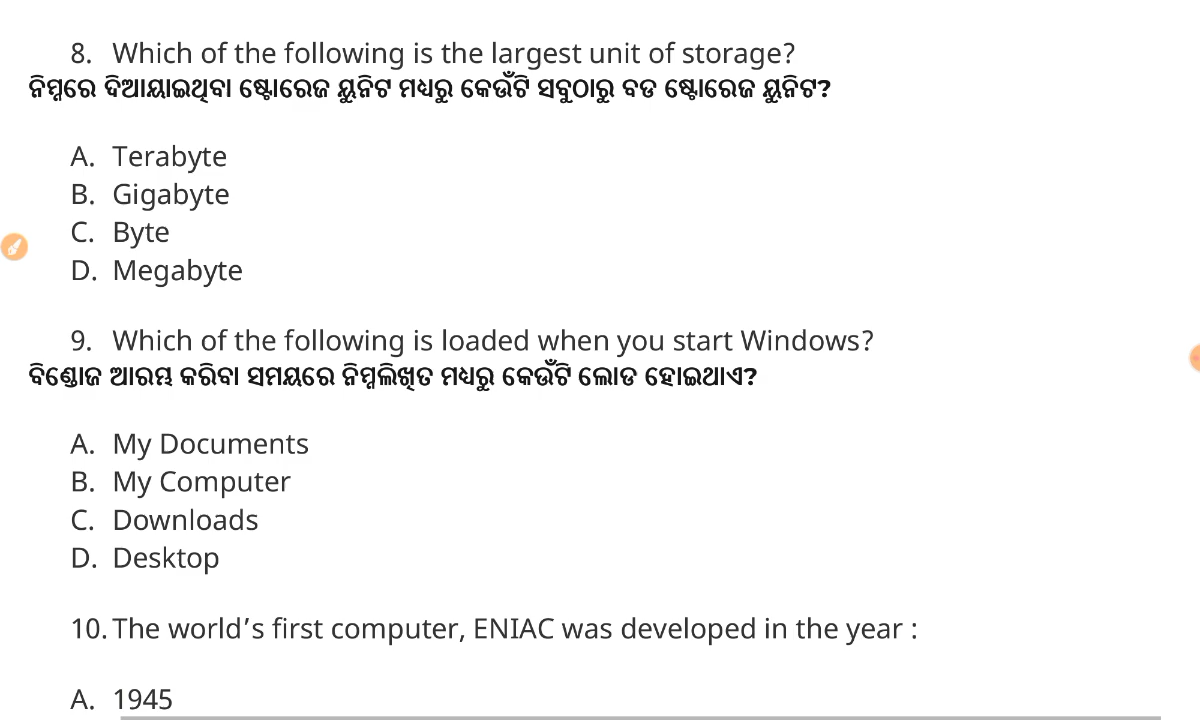 8. Which of the following is the largest unit of storage?
ନିମ୍ନରେ ଦିଆଯାଇଥିବା ଷ୍ଟୋରେଜ ୟୁନିଟ ମଧ୍ୟରୁ କେଉଁଟି ସବୁଠାରୁ ବଡ ଷ୍ଟୋରେଜ ୟୁନିଟ?
A. Terabyte
B. Gigabyte
C. Byte
D. Megabyte
9. Which of the following is loaded when you start Windows?
ବିଣ୍ଡୋଜ ଆରମ୍ଭ କରିବା ସମୟରେ ନିମ୍ନଲିଖିତ ମଧ୍ୟରୁ କେଉଁଟି ଲୋଡ ହୋଇଥାଏ?
A. My Documents
B. My Computer
C. Downloads
D. Desktop
10. The world’s first computer, ENIAC was developed in the year :
A. 1945